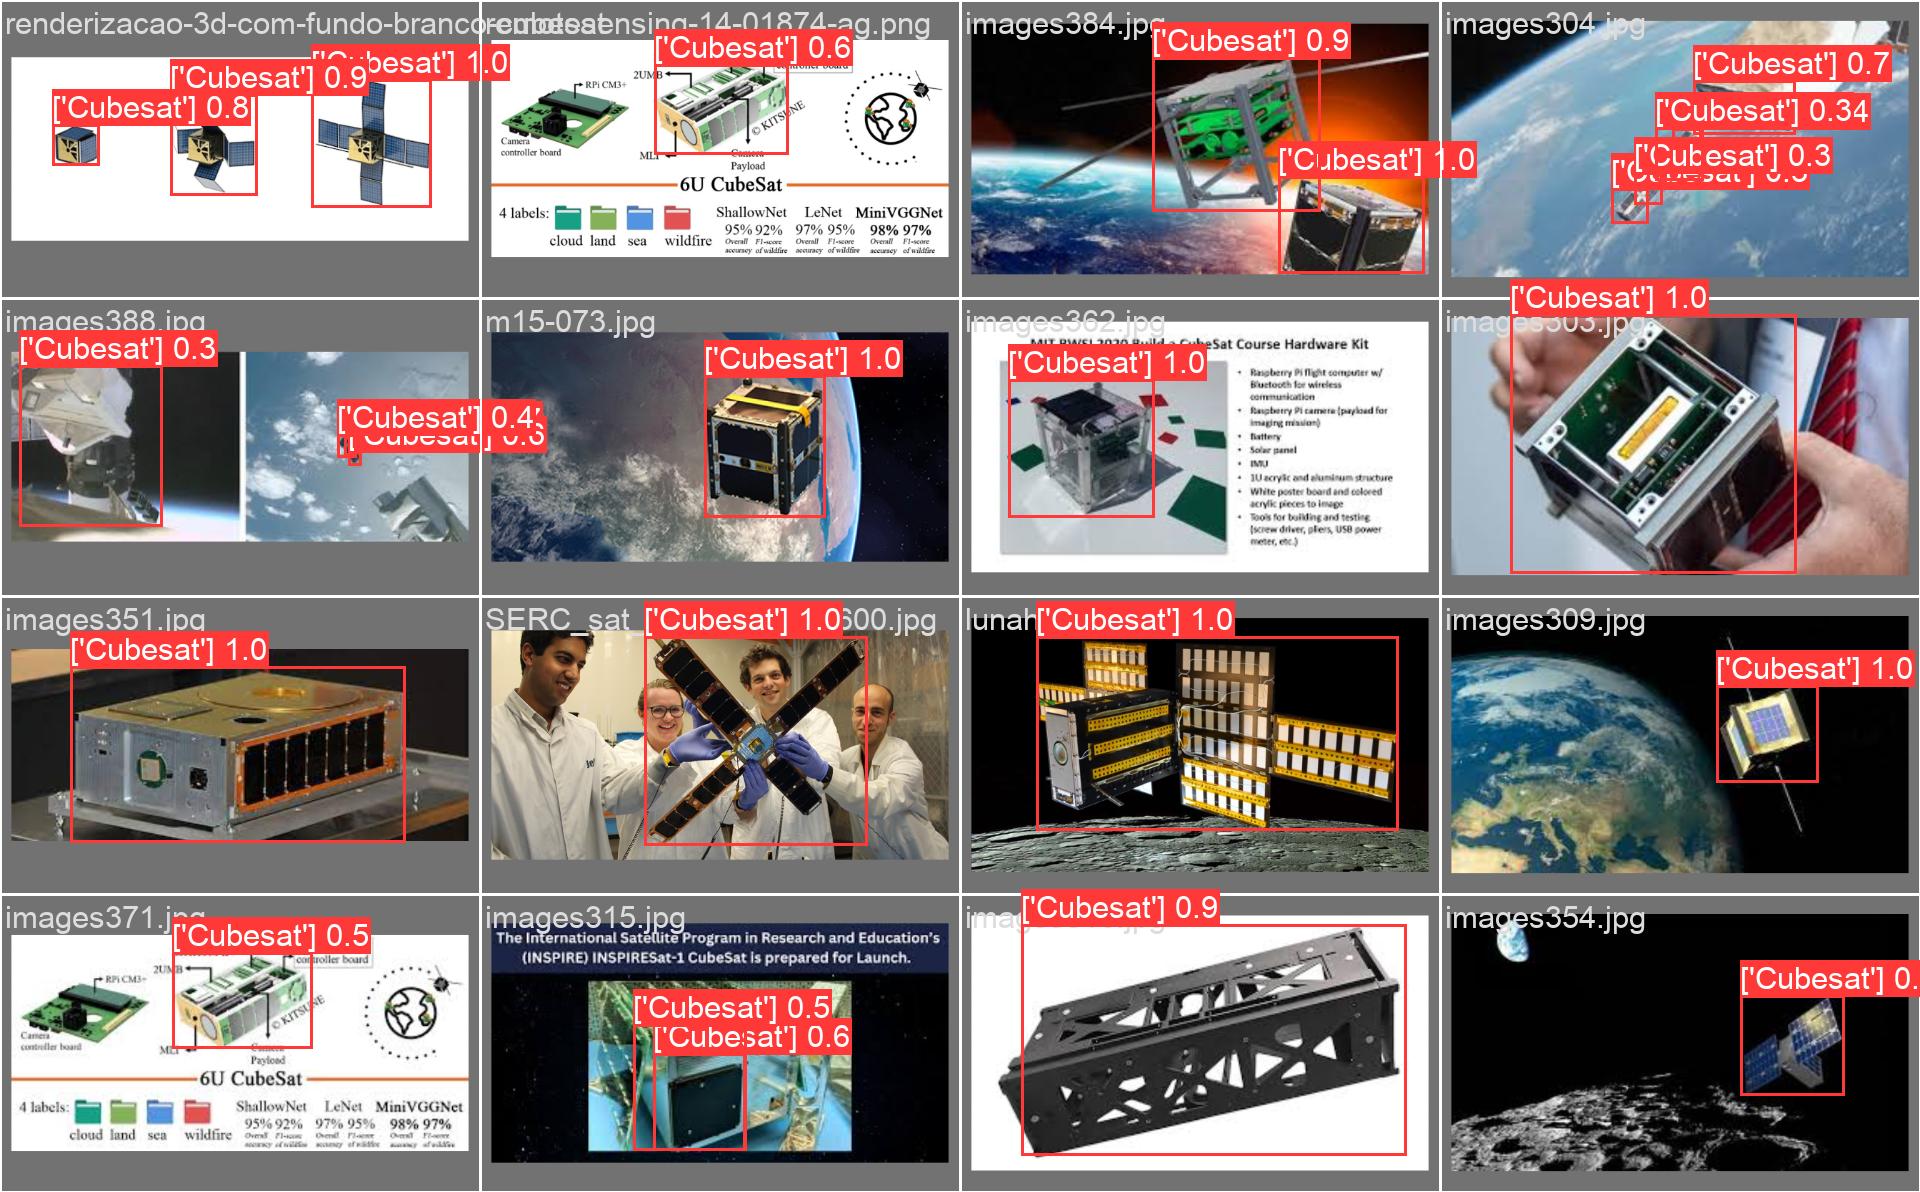 renderizacao-3d-com-fundo-branco-cubesat
['Cubesat'] 0.8
['Cubesat'] 0.9
['Cubesat'] 1.0
ensing-14-01874-ag.png
['Cubesat'] 0.6
RPi CM3+
2UMB
Camera
controller board
MLI
Camera
Payload
© KITSUNE
6U CubeSat
4 labels:
cloud land sea wildfire
ShallowNet LeNet MiniVGGNet
95% 92% 97% 95% 98% 97%
Overall accuracy F1-score of wildfire Overall accuracy F1-score of wildfire Overall accuracy F1-score of wildfire
images384.jpg
['Cubesat'] 0.9
['Cubesat'] 1.0
images304.jpg
['Cubesat'] 0.7
['Cubesat'] 0.34
['Cubesat'] 0.3
images388.jpg
['Cubesat'] 0.3
['Cubesat'] 0.4
m15-073.jpg
['Cubesat'] 1.0
images362.jpg
MIT BWSI 2020 Build a CubeSat Course Hardware Kit
['Cubesat'] 1.0
• Raspberry Pi flight computer w/
Bluetooth for wireless
communication
• Raspberry Pi camera (payload for
imaging mission)
• Battery
• Solar panel
• IMU
• 1U acrylic and aluminum structure
• White poster board and colored
acrylic pieces to image
• Tools for building and testing
(screw driver, pliers, USB power
meter, etc.)
images303.jpg
['Cubesat'] 1.0
images351.jpg
['Cubesat'] 1.0
SERC_sat_
600.jpg
['Cubesat'] 1.0
lunah
['Cubesat'] 1.0
images309.jpg
['Cubesat'] 1.0
images371.jpg
['Cubesat'] 0.5
controller board
RPi CM3+
2UMB
Camera
controller board
MLI
Camera
Payload
© KITSUNE
6U CubeSat
4 labels:
cloud land sea wildfire
ShallowNet LeNet MiniVGGNet
95% 92% 97% 95% 98% 97%
Overall accuracy F1-score of wildfire Overall accuracy F1-score of wildfire Overall accuracy F1-score of wildfire
images315.jpg
The International Satellite Program in Research and Education's
(INSPIRE) INSPIRESat-1 CubeSat is prepared for Launch.
['Cubesat'] 0.5
['Cubesat'] 0.6
['Cubesat'] 0.9
images354.jpg
['Cubesat'] 0.